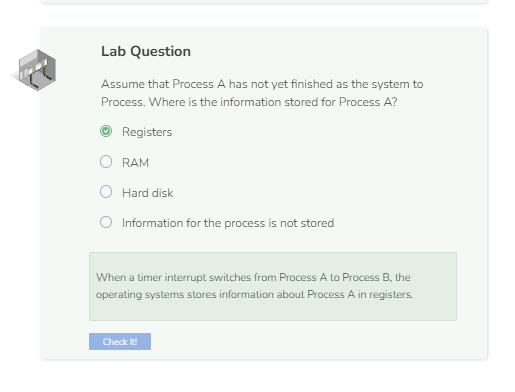 Lab Question
Assume that Process A has not yet finished as the system to
Process. Where is the information stored for Process A?
Registers
RAM
Hard disk
Information for the process is not stored
When a timer interrupt switches from Process A to Process B, the
operating systems stores information about Process A in registers.
Check It!